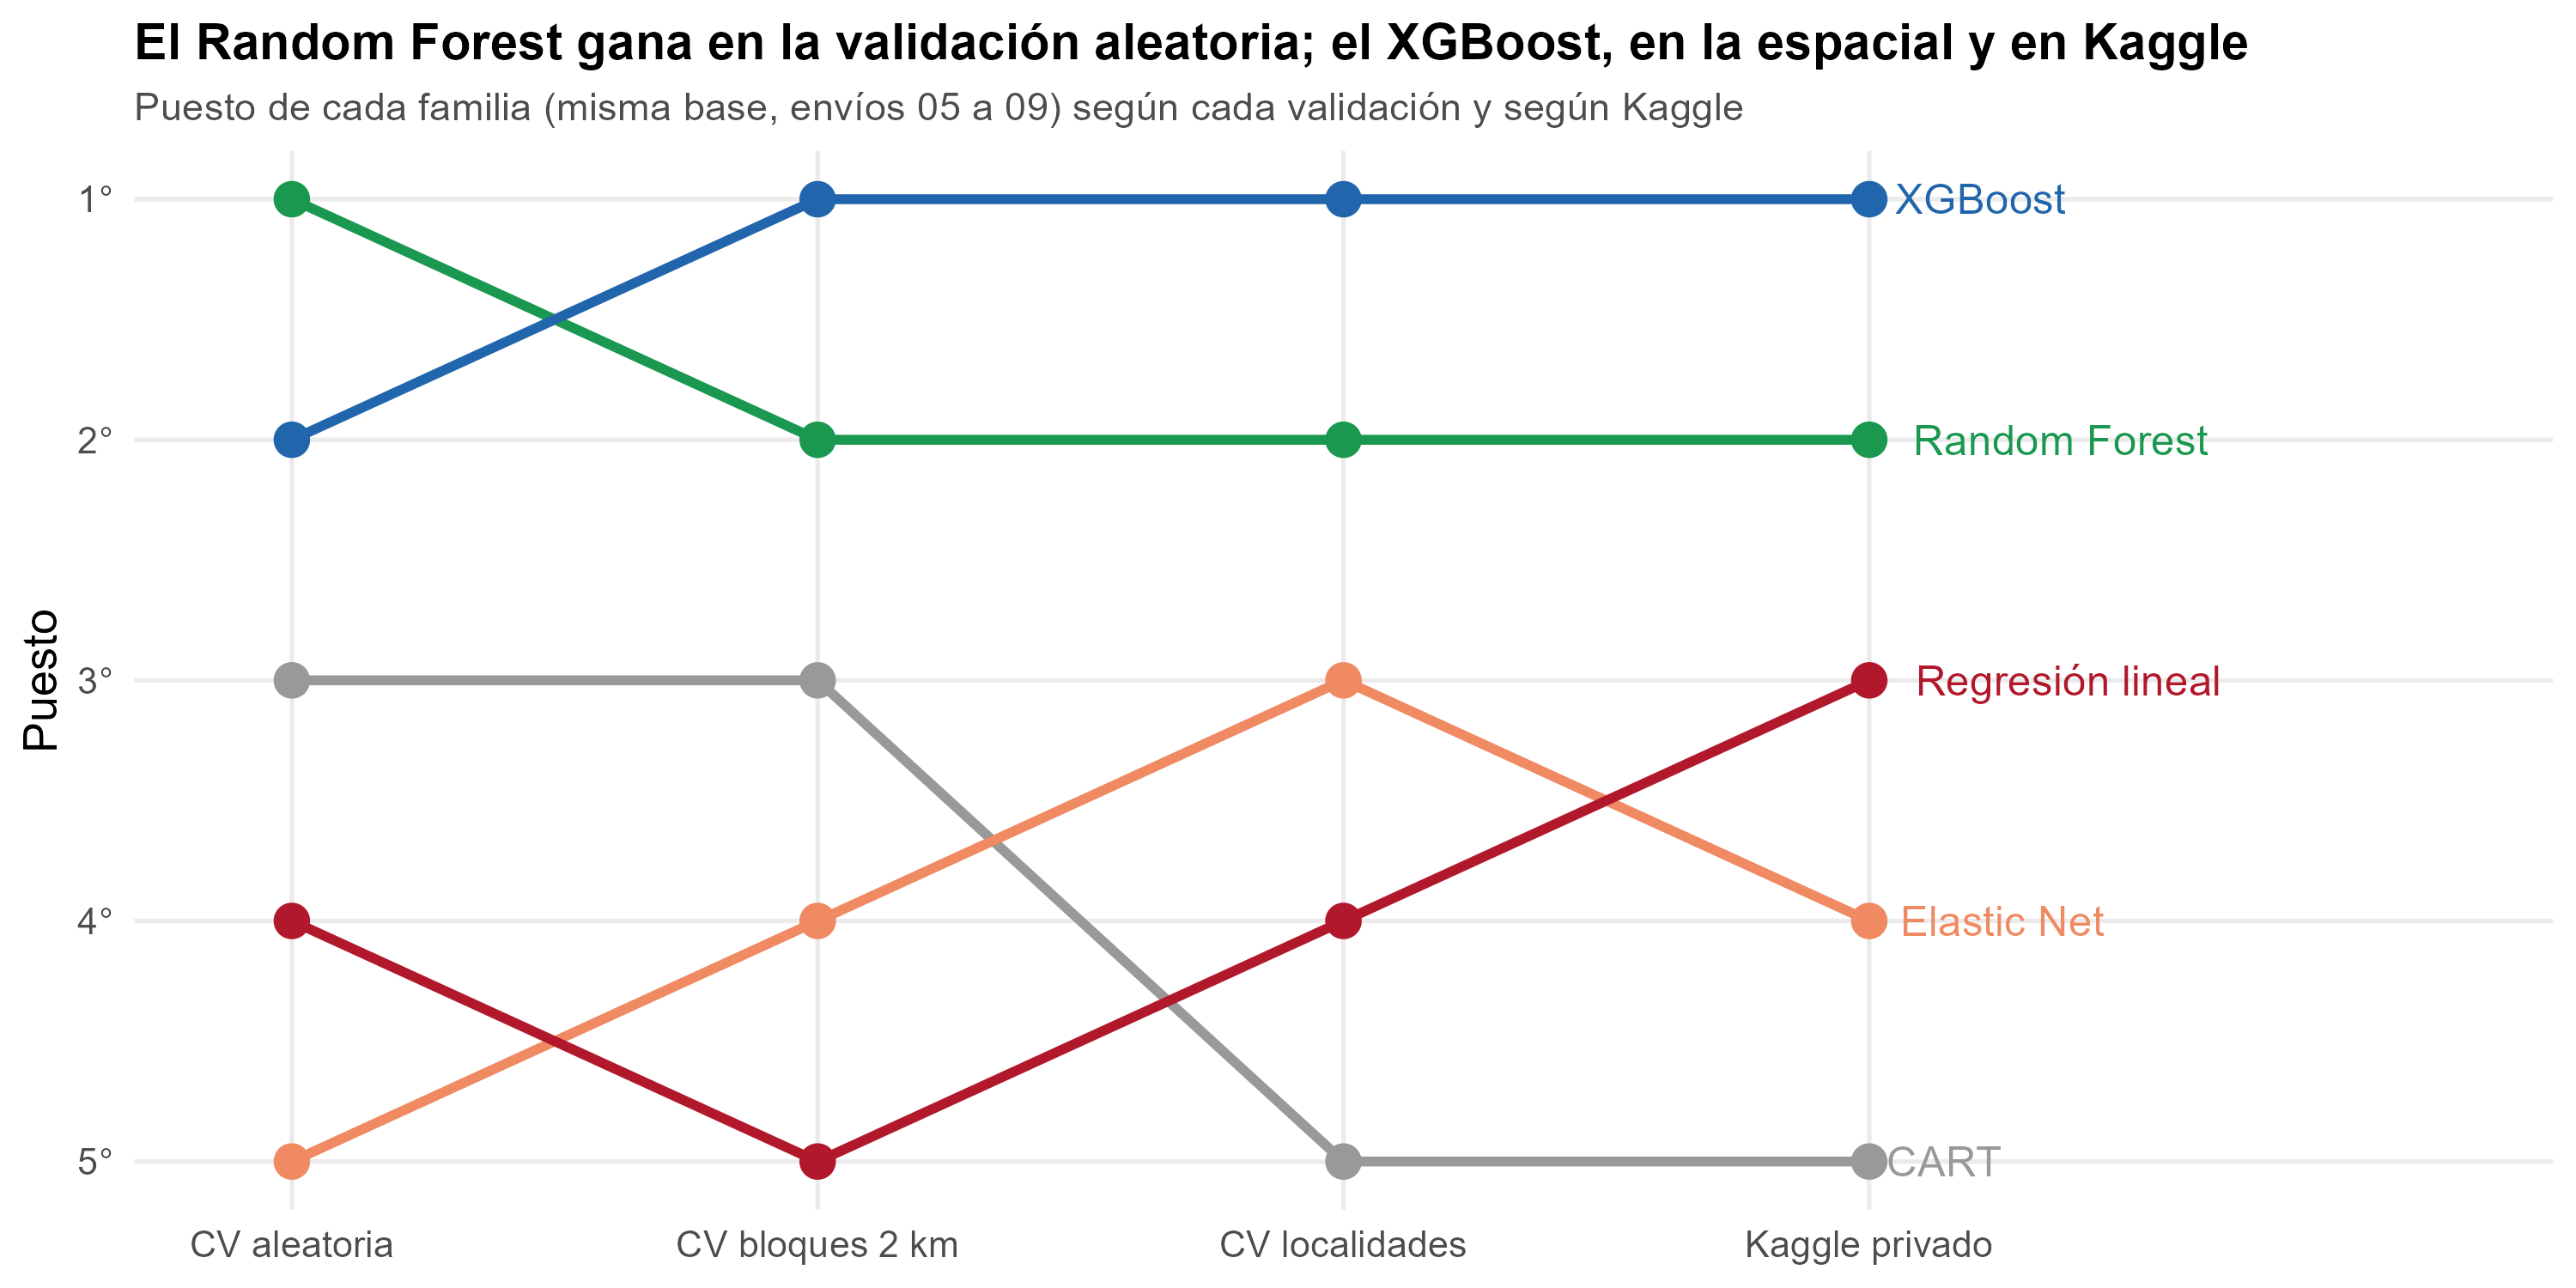 El Random Forest gana en la validación aleatoria; el XGBoost, en la espacial y en Kaggle
Puesto de cada familia (misma base, envíos 05 a 09) según cada validación y según Kaggle
Puesto
1°
2°
3°
4°
5°
XGBoost
Random Forest
Regresión lineal
Elastic Net
CART
CV aleatoria
CV bloques 2 km
CV localidades
Kaggle privado